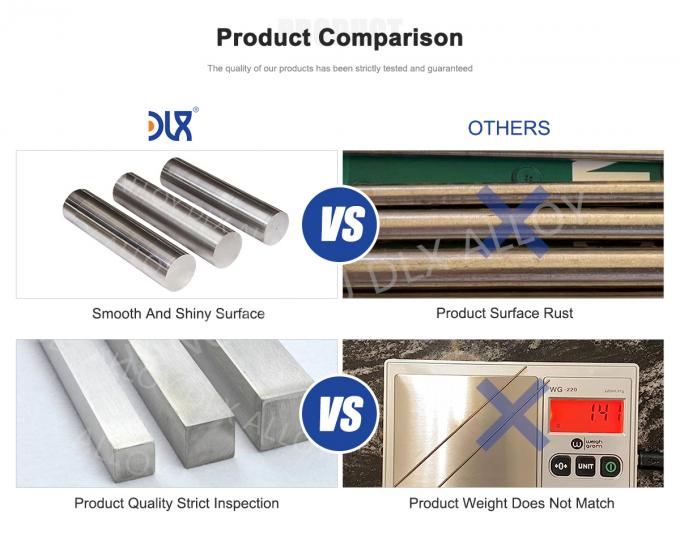 PRODUCT
Product Comparison
The quality of our products has been strictly tested and guaranteed
DLX®
OTHERS
VS
DLX ALLOY
Smooth And Shiny Surface
Product Surface Rust
VS
WG-220
141
weigh
gram
UNIT
Product Quality Strict Inspection
Product Weight Does Not Match